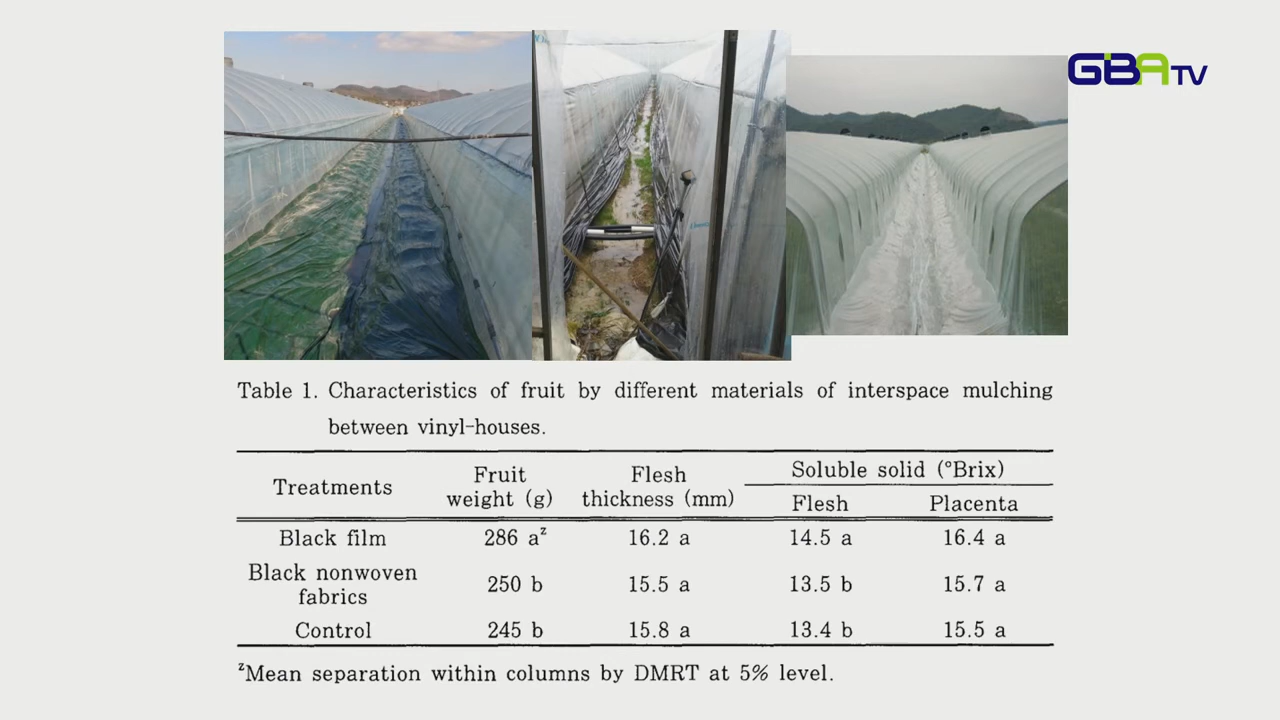 GBATV
Table 1. Characteristics of fruit by different materials of interspace mulching
between vinyl-houses.
Treatments
Fruit
weight (g)
Flesh
thickness (mm)
Soluble solid (°Brix)
Flesh
Placenta
Black film 286 aᶻ 16.2 a 14.5 a 16.4 a
Black nonwoven
fabrics
250 b 15.5 a 13.5 b 15.7 a
Control 245 b 15.8 a 13.4 b 15.5 a
ᶻMean separation within columns by DMRT at 5% level.